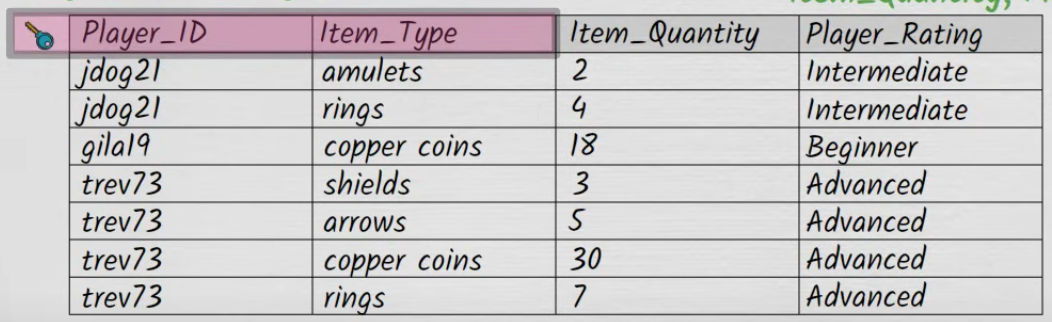 Player_ID Item_Type Item_Quantity Player_Rating
jdog21 amulets 2 Intermediate
jdog21 rings 4 Intermediate
gila19 copper coins 18 Beginner
trev73 shields 3 Advanced
trev73 arrows 5 Advanced
trev73 copper coins 30 Advanced
trev73 rings 7 Advanced